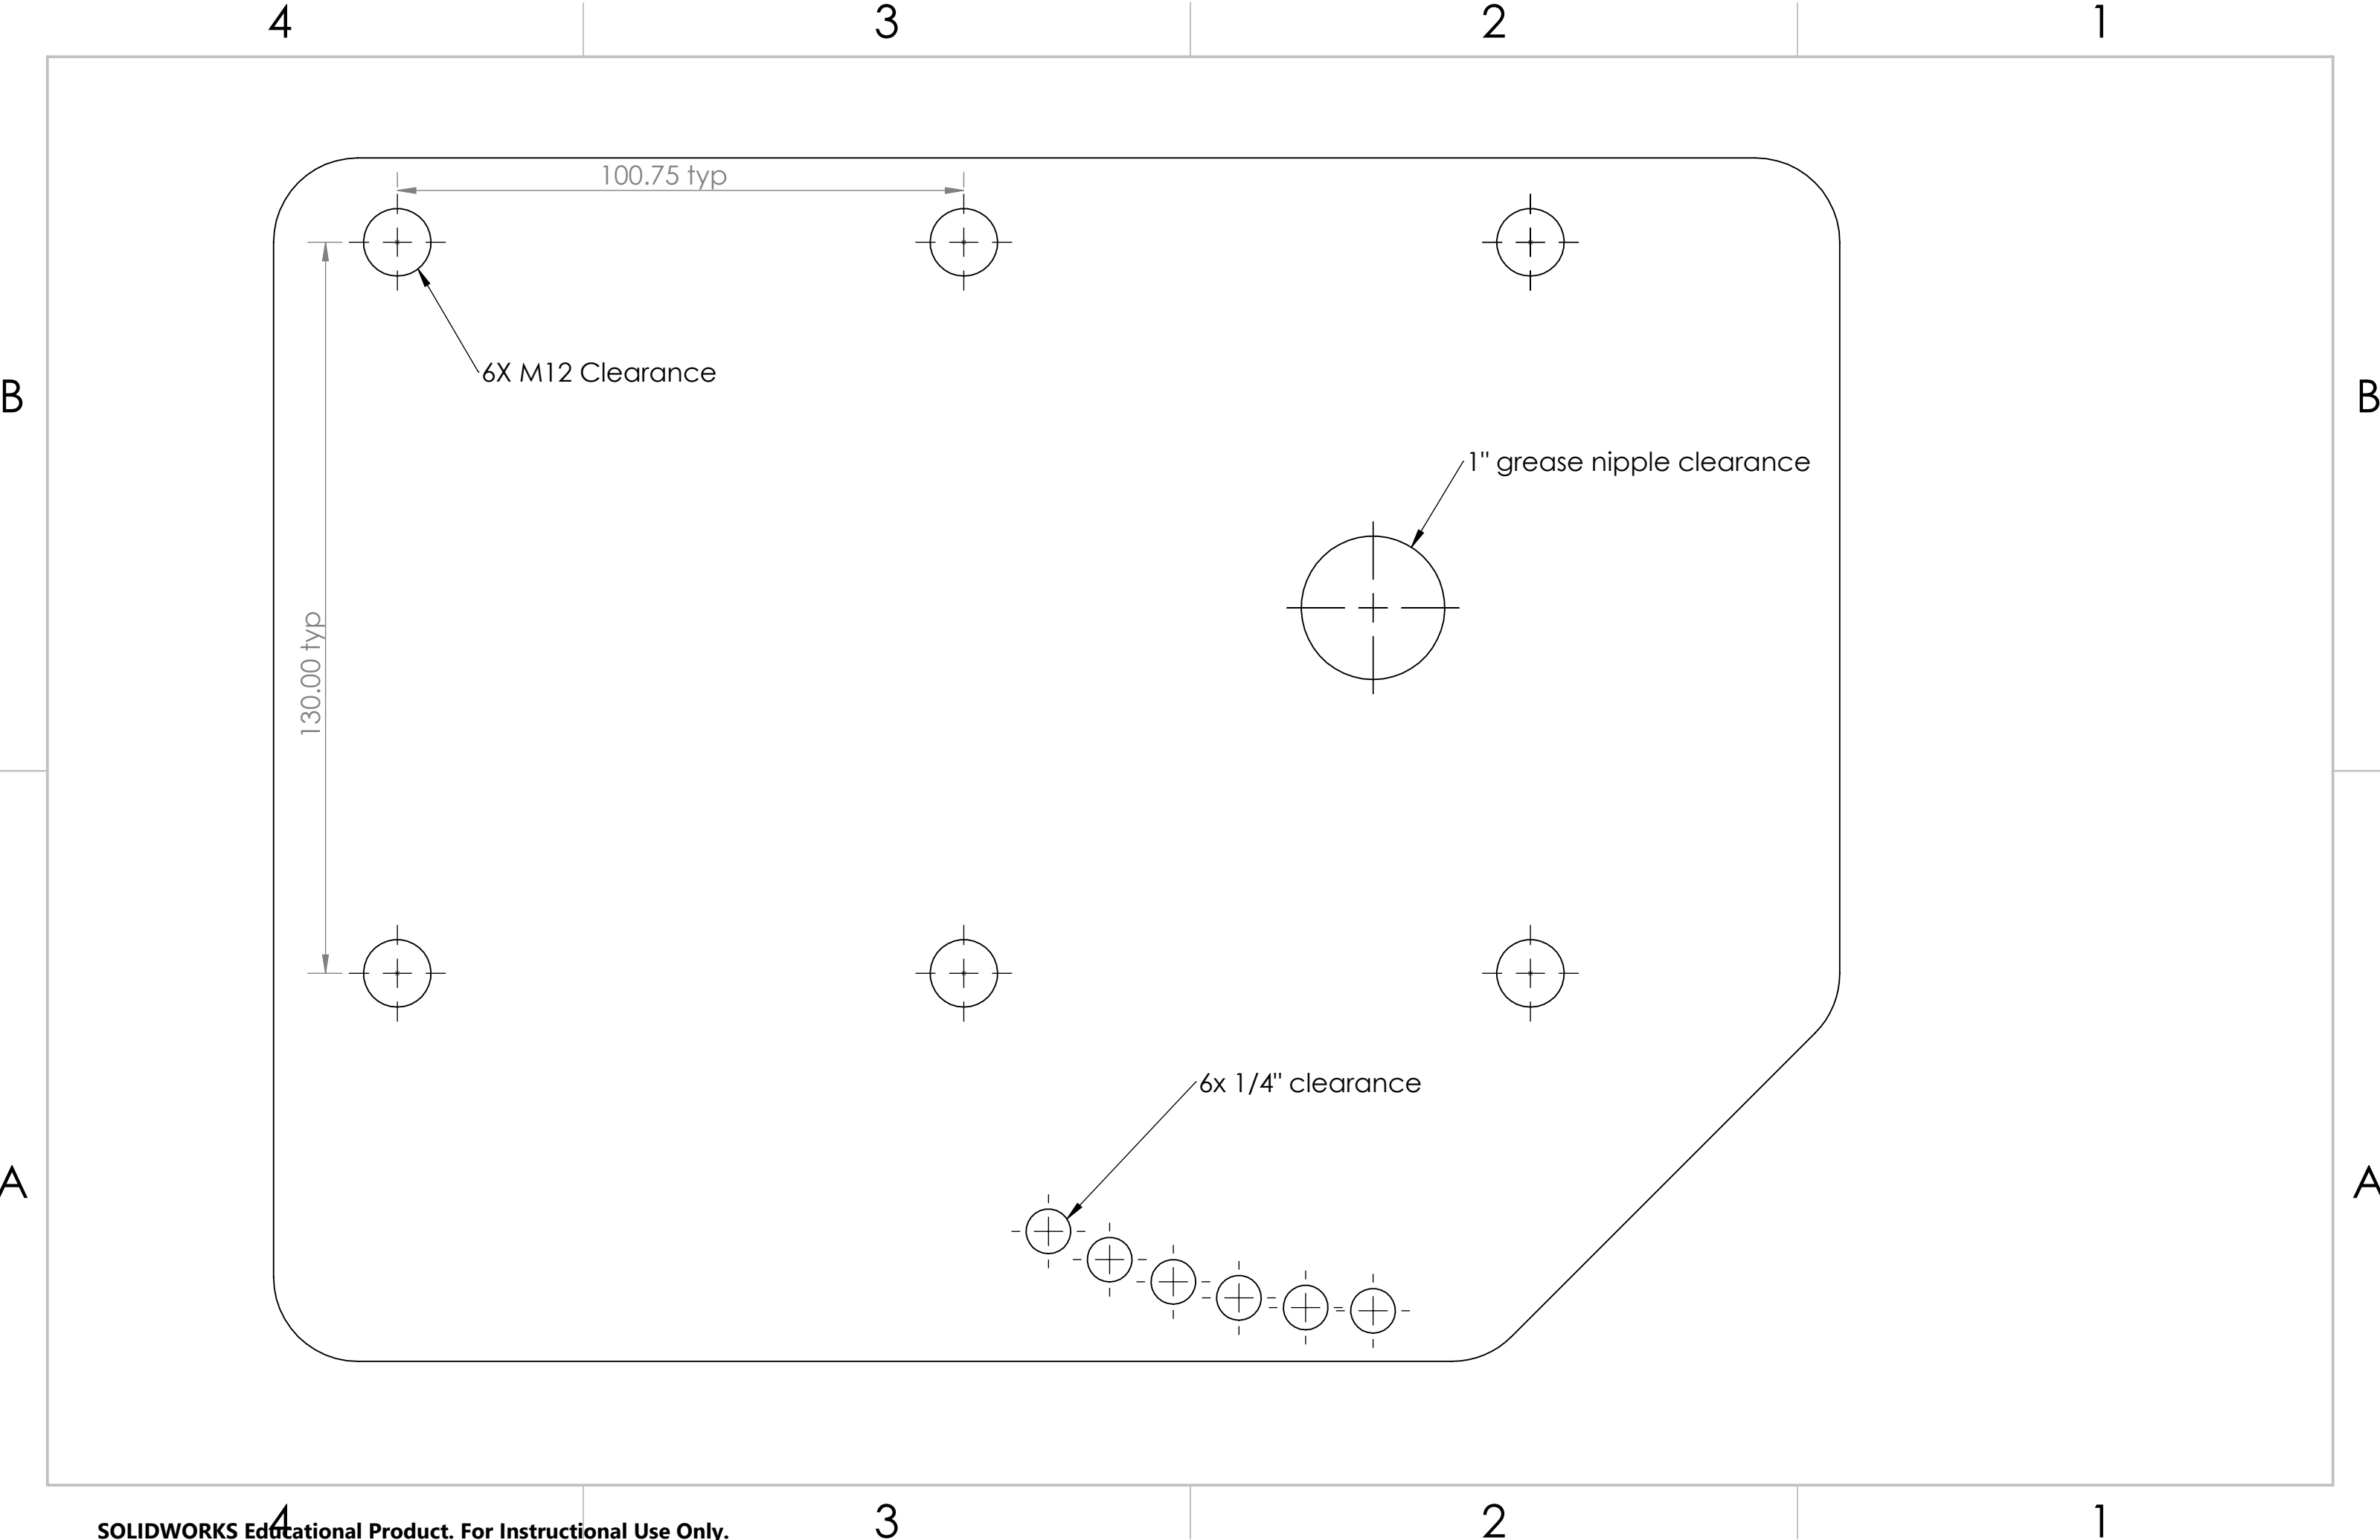 4 3 2 1
100.75 typ
6X M12 Clearance
B B
1" grease nipple clearance
130.00 typ
6x 1/4" clearance
A A
4 3 2 1
SOLIDWORKS Educational Product. For Instructional Use Only.